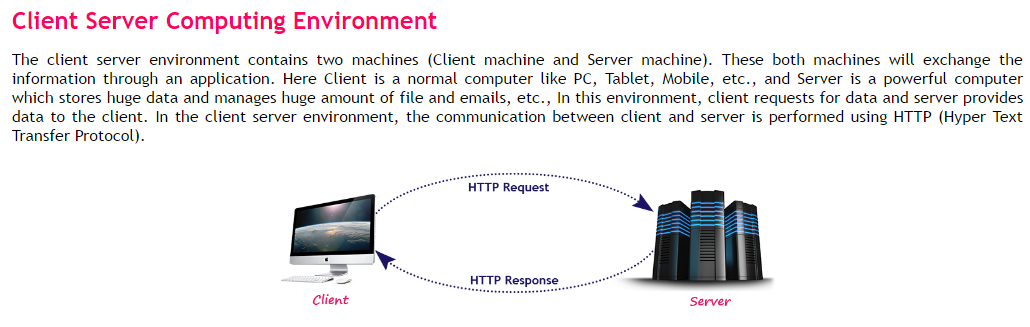 Client Server Computing Environment
The client server environment contains two machines (Client machine and Server machine). These both machines will exchange the
information through an application. Here Client is a normal computer like PC, Tablet, Mobile, etc., and Server is a powerful computer
which stores huge data and manages huge amount of file and emails, etc., In this environment, client requests for data and server provides
data to the client. In the client server environment, the communication between client and server is performed using HTTP (Hyper Text
Transfer Protocol).
HTTP Request
HTTP Response
Client
Server